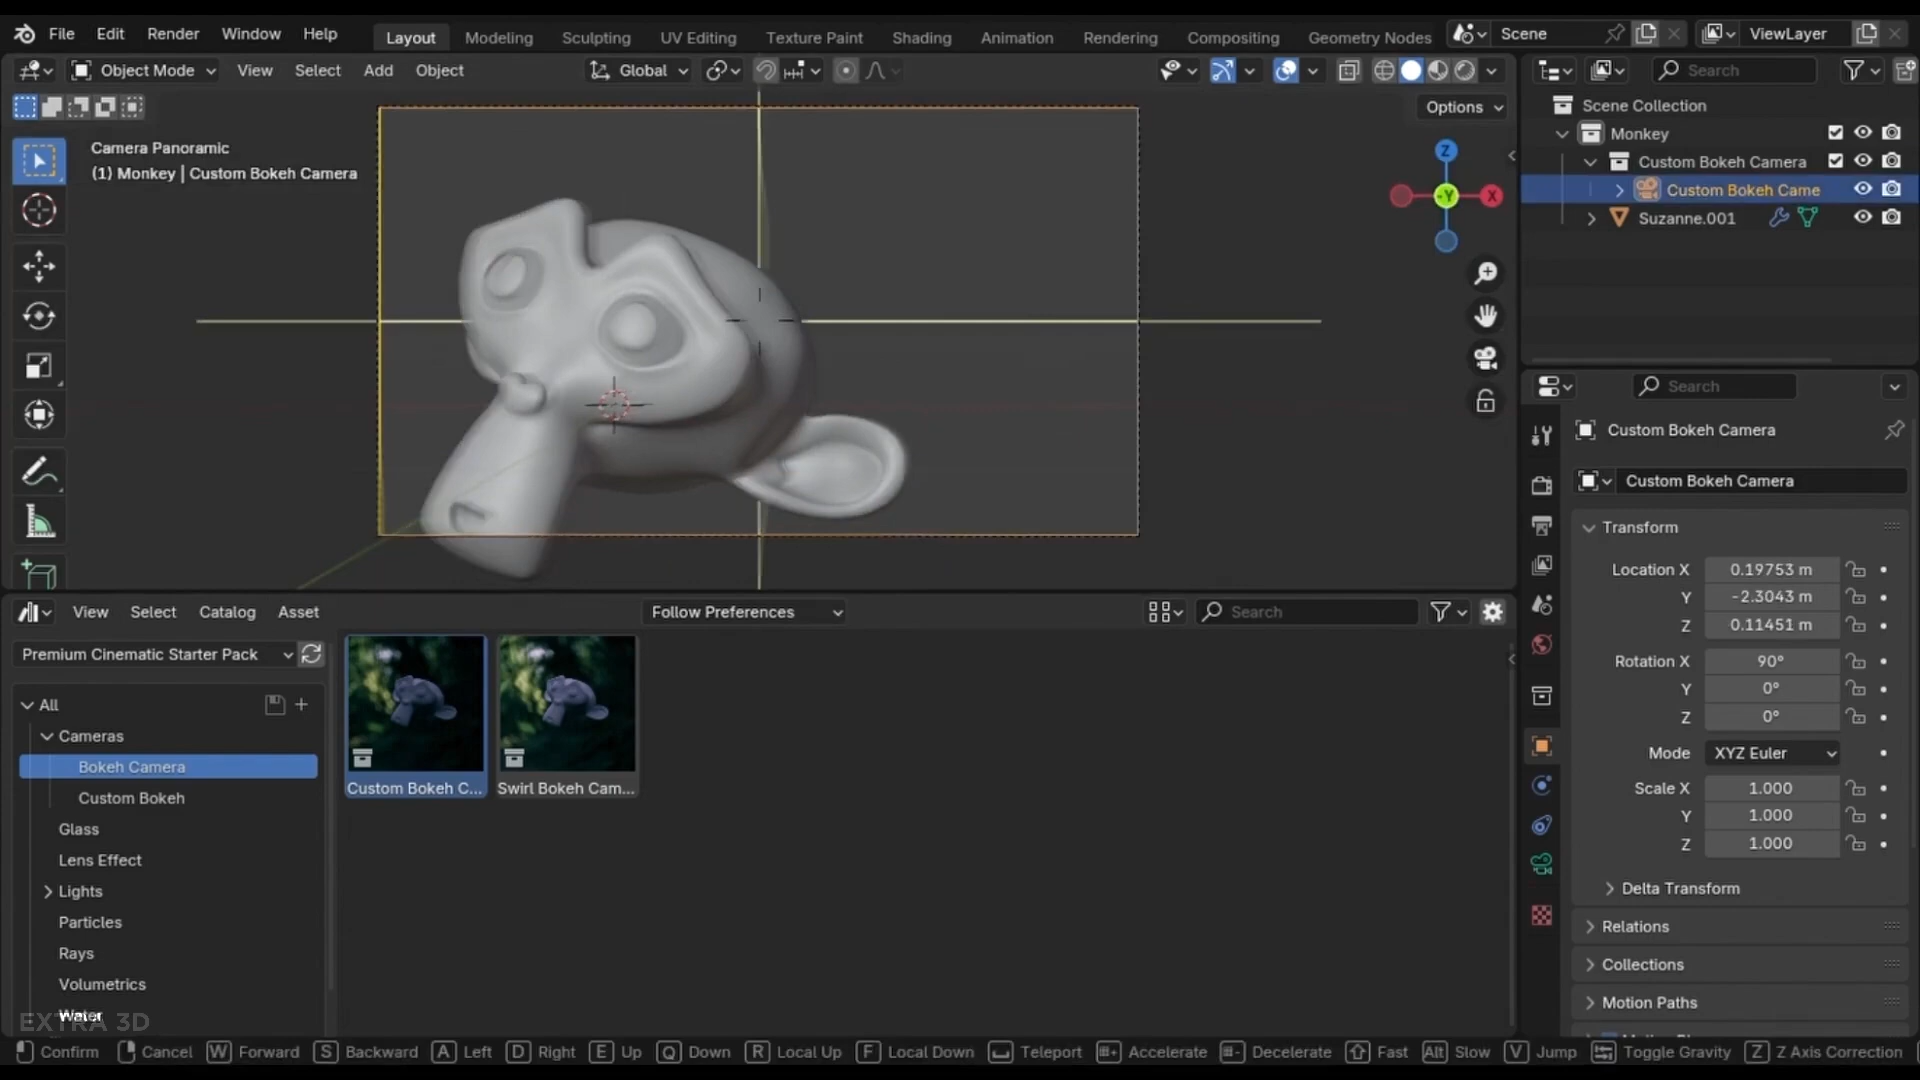 File Edit Render Window Help Layout Modeling Sculpting UV Editing Texture Paint Shading Animation Rendering Compositing Geometry Nodes Scene ViewLayer
Object Mode View Select Add Object Global Search
Options
Camera Panoramic
(1) Monkey | Custom Bokeh Camera
Z
-Y
X
Scene Collection
Monkey
Custom Bokeh Camera
Custom Bokeh Came
Suzanne.001
Search
Custom Bokeh Camera
Custom Bokeh Camera
Transform
Location X 0.19753 m
Y -2.3043 m
Z 0.11451 m
Rotation X 90°
Y 0°
Z 0°
Mode XYZ Euler
Scale X 1.000
Y 1.000
Z 1.000
Delta Transform
Relations
Collections
Motion Paths
View Select Catalog Asset Follow Preferences Search
Premium Cinematic Starter Pack
All
Cameras
Bokeh Camera
Custom Bokeh
Glass
Lens Effect
Lights
Particles
Rays
Volumetrics
Water
EXTRA 3D
Custom Bokeh C... Swirl Bokeh Cam...
Confirm Cancel W Forward S Backward A Left D Right E Up Q Down R Local Up F Local Down Teleport Accelerate Decelerate Fast Alt Slow V Jump Toggle Gravity Z Z Axis Correction